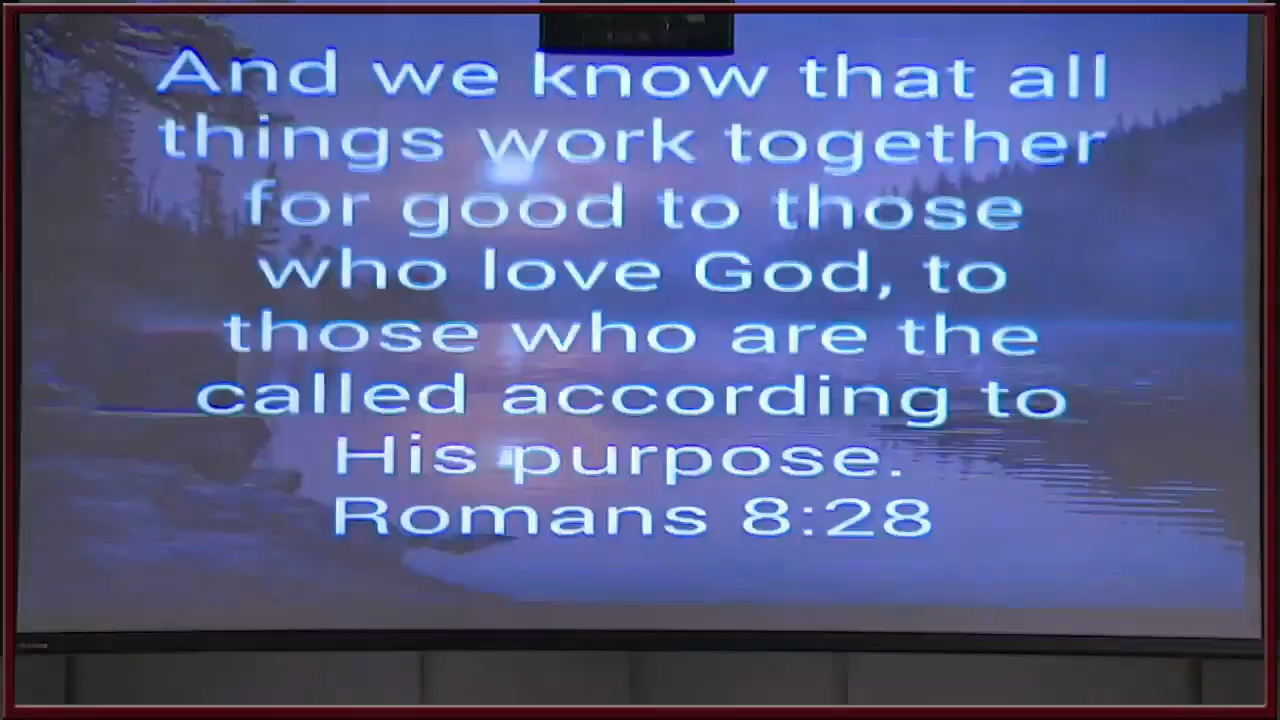 And we know that all
things work together
for good to those
who love God, to
those who are the
called according to
His purpose.
Romans 8:28